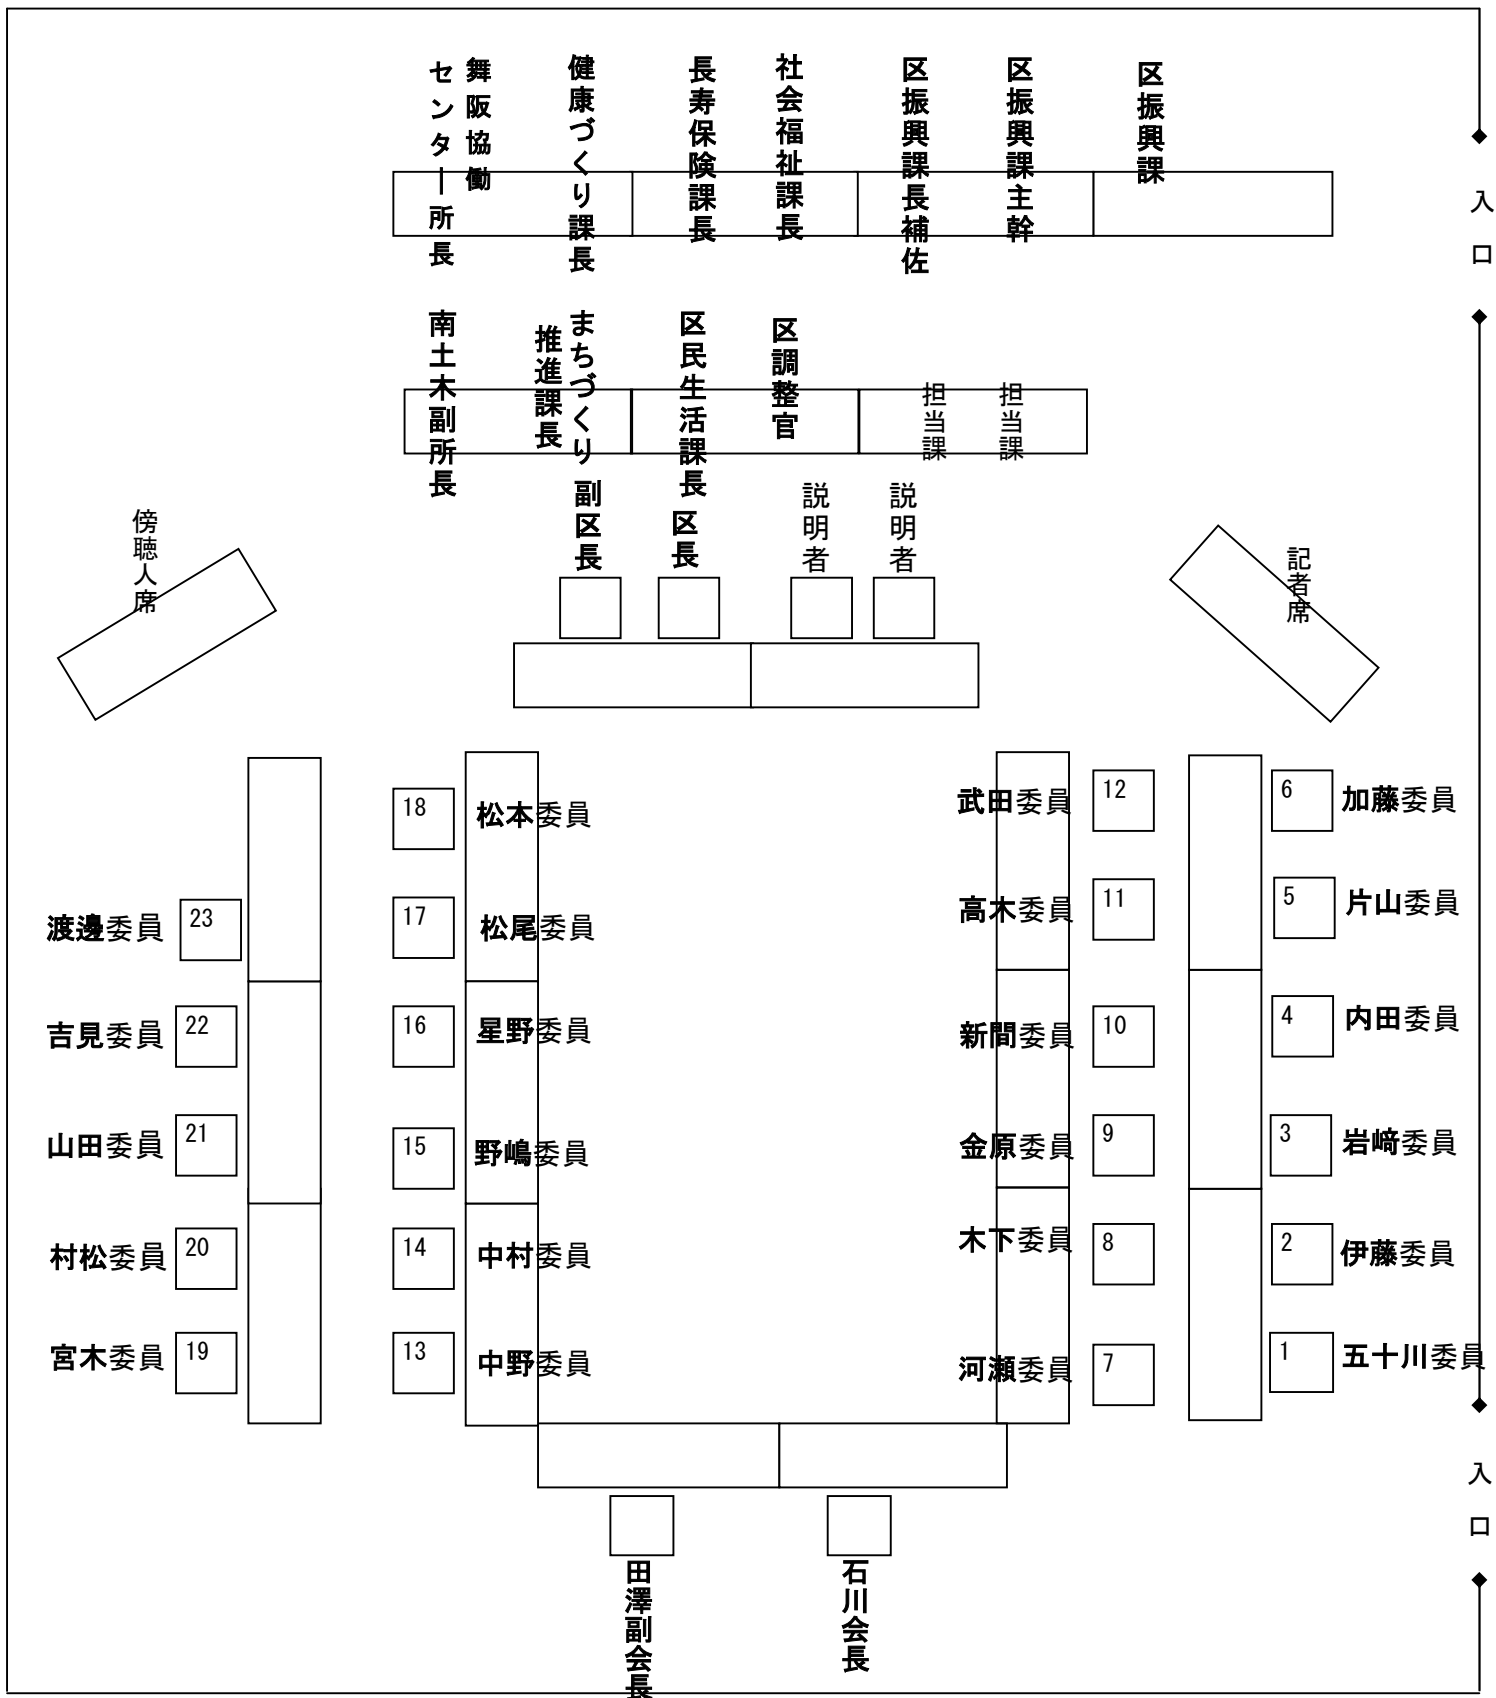 舞阪協働
センター所長
健康づくり課長
長寿保険課長
社会福祉課長
区振興課長補佐
区振興課主幹
区振興課
入口
南土木副所長
まちづくり
推進課長
区民生活課長
区調整官
担当課
担当課
副区長
区長
説明者
説明者
傍聴人席
記者席
18 松本委員
武田委員 12
6 加藤委員
渡邊委員 23
17 松尾委員
高木委員 11
5 片山委員
吉見委員 22
16 星野委員
新間委員 10
4 内田委員
山田委員 21
15 野嶋委員
金原委員 9
3 岩﨑委員
村松委員 20
14 中村委員
木下委員 8
2 伊藤委員
宮木委員 19
13 中野委員
河瀬委員 7
1 五十川委員
入口
田澤副会長
石川会長